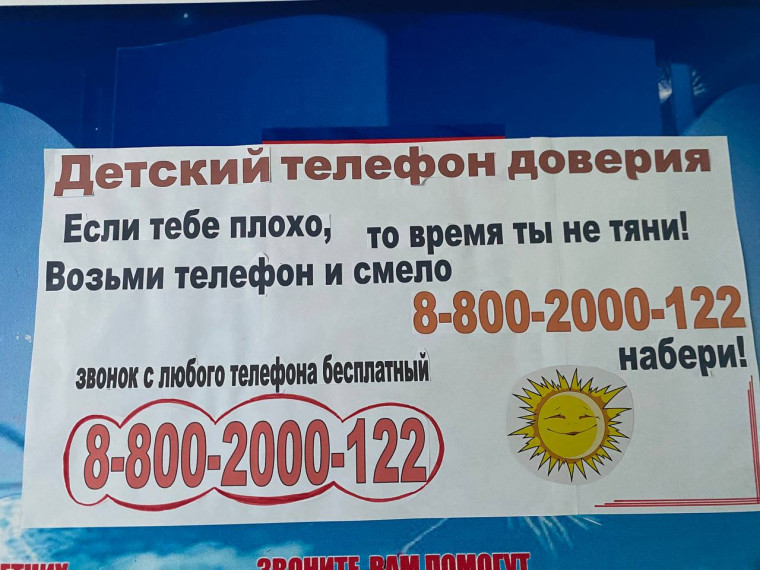 Детский телефон доверия
Если тебе плохо, то время ты не тяни!
Возьми телефон и смело
8-800-2000-122
набери!
звонок с любого телефона бесплатный
8-800-2000-122
ЗВОНИТЕ, ВАМ ПОМОГУТ